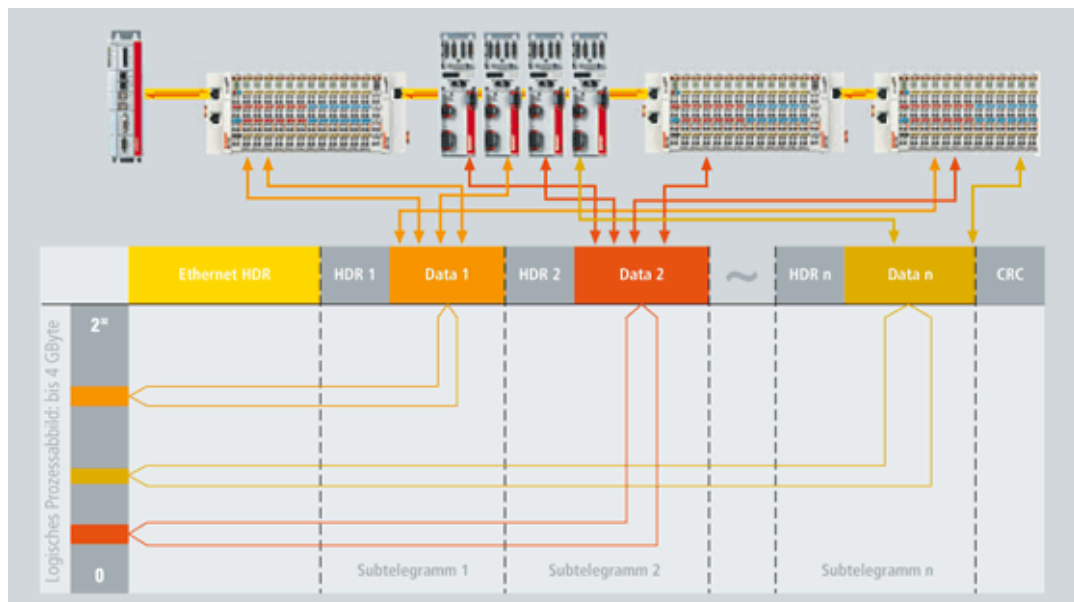 Ethernet HDR
HDR 1
Data 1
HDR 2
Data 2
~
HDR n
Data n
CRC
Logisches Prozessabbild: bis 4 GByte
2³²
0
Subtelegramm 1
Subtelegramm 2
Subtelegramm n